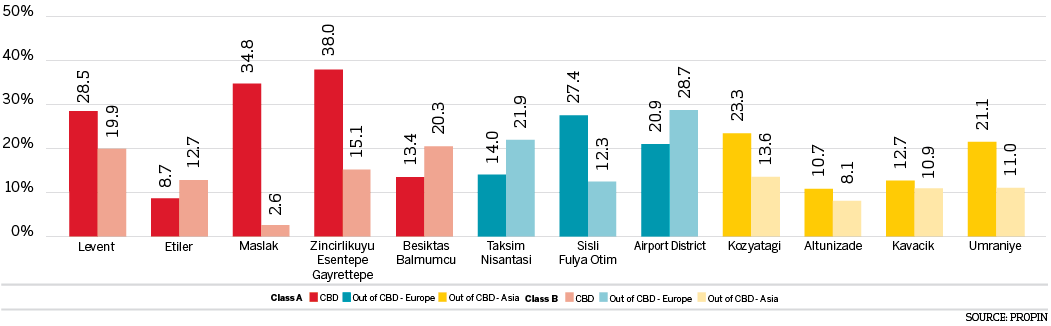 50%
40%
30%
20%
10%
0%
28.5
19.9
8.7
12.7
34.8
2.6
38.0
15.1
13.4
20.3
14.0
21.9
27.4
12.3
20.9
28.7
23.3
13.6
10.7
8.1
12.7
10.9
21.1
11.0
Levent
Etiler
Maslak
Zincirlikuyu
Esentepe
Gayrettepe
Besiktas
Balmumcu
Taksim
Nisantasi
Sisli
Fulya Otim
Airport District
Kozyatagi
Altunizade
Kavacik
Umraniye
Class A CBD Out of CBD - Europe Out of CBD - Asia Class B CBD Out of CBD - Europe Out of CBD - Asia
SOURCE: PROPIN